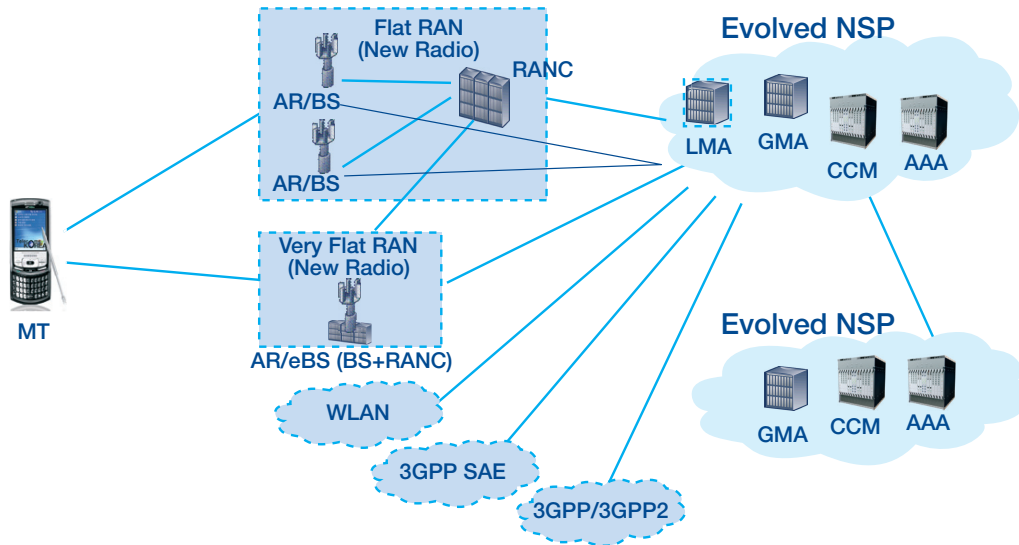 Flat RAN
(New Radio)
RANC
AR/BS
AR/BS
Evolved NSP
LMA
GMA
CCM
AAA
Very Flat RAN
(New Radio)
AR/eBS (BS+RANC)
MT
WLAN
3GPP SAE
3GPP/3GPP2
Evolved NSP
GMA
CCM
AAA